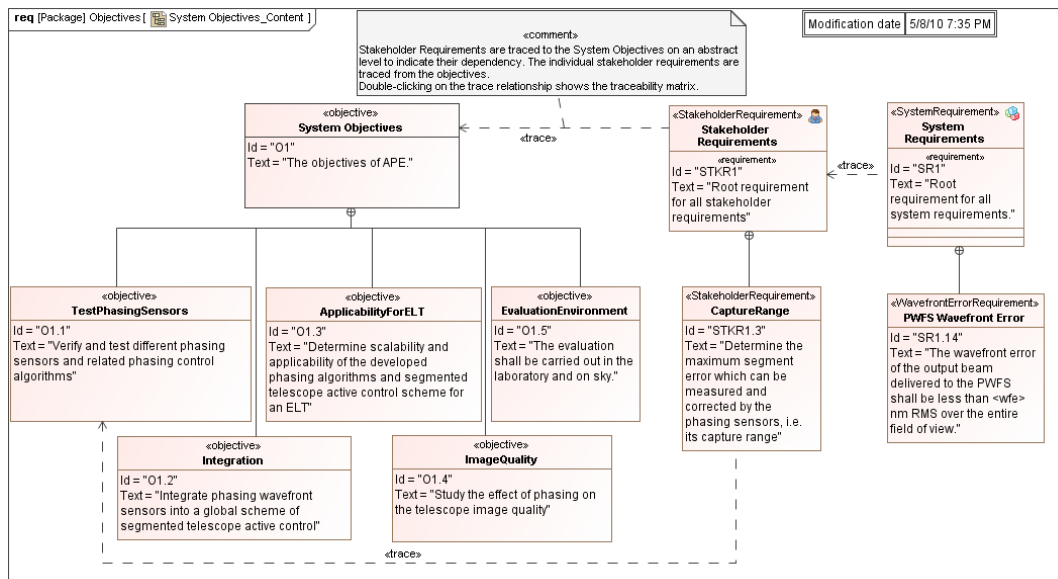 req [Package] Objectives [ System Objectives_Content ]
Modification date 5/8/10 7:35 PM
«comment»
Stakeholder Requirements are traced to the System Objectives on an abstract
level to indicate their dependency. The individual stakeholder requirements are
traced from the objectives.
Double-clicking on the trace relationship shows the traceability matrix.
«objective»
System Objectives
Id = "O1"
Text = "The objectives of APE."
«trace»
«StakeholderRequirement»
Stakeholder
Requirements
«requirement»
Id = "STKR1"
Text = "Root requirement
for all stakeholder
requirements"
«trace»
«SystemRequirement»
System
Requirements
«requirement»
Id = "SR1"
Text = "Root
requirement for all
system requirements."
«objective»
TestPhasingSensors
Id = "O1.1"
Text = "Verify and test different phasing
sensors and related phasing control
algorithms"
«objective»
ApplicabilityForELT
Id = "O1.3"
Text = "Determine scalability and
applicability of the developed
phasing algorithms and segmented
telescope active control scheme for
an ELT"
«objective»
EvaluationEnvironment
Id = "O1.5"
Text = "The evaluation
shall be carried out in the
laboratory and on sky."
«StakeholderRequirement»
CaptureRange
Id = "STKR1.3"
Text = "Determine the
maximum segment
error which can be
measured and
corrected by the
phasing sensors, i.e.
its capture range"
«WavefrontErrorRequirement»
PWFS Wavefront Error
Id = "SR1.14"
Text = "The wavefront error
of the output beam
delivered to the PWFS
shall be less than <wfe>
nm RMS over the entire
field of view."
«objective»
Integration
Id = "O1.2"
Text = "Integrate phasing wavefront
sensors into a global scheme of
segmented telescope active control"
«objective»
ImageQuality
Id = "O1.4"
Text = "Study the effect of phasing on
the telescope image quality"
«trace»